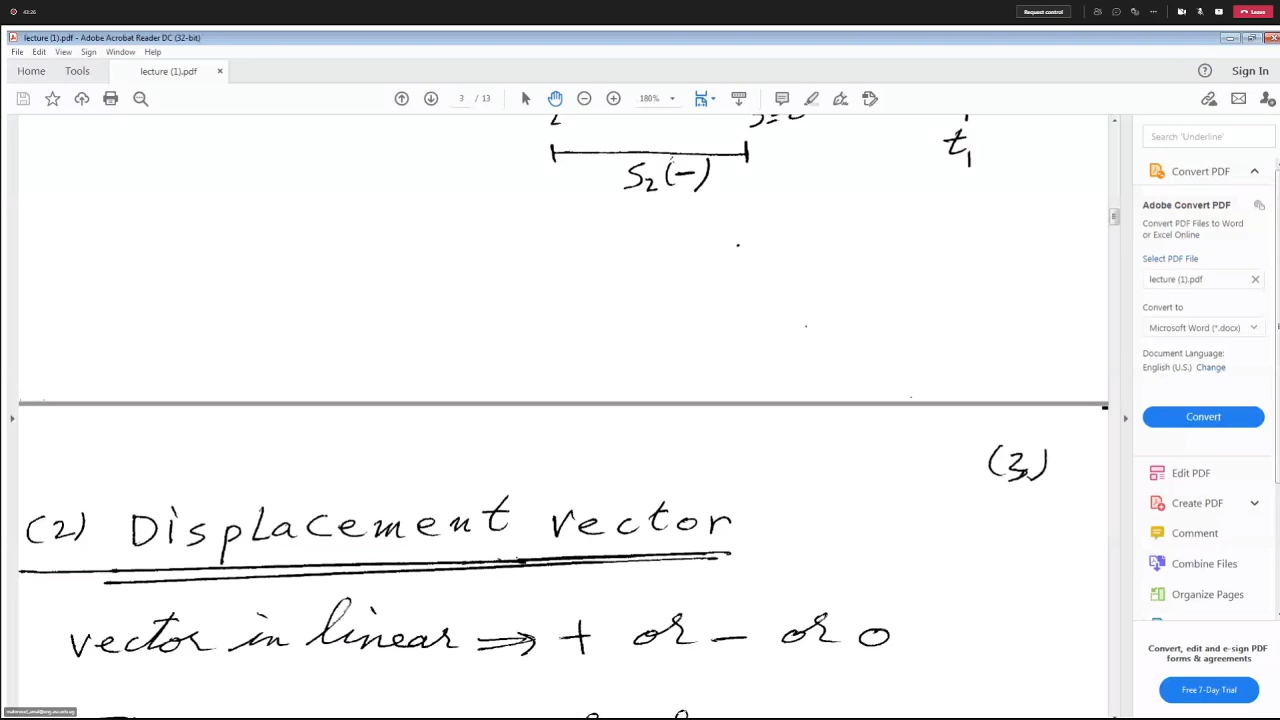 43:26
Request control
Leave
lecture (1).pdf - Adobe Acrobat Reader DC (32-bit)
File Edit View Sign Window Help
Home Tools lecture (1).pdf × Sign In
3 / 13 180%
Search 'Underline'
Convert PDF
Adobe Convert PDF
Convert PDF Files to Word
or Excel Online
Select PDF File
lecture (1).pdf
Convert to
Microsoft Word (*.docx)
Document Language:
English (U.S.) Change
Convert
Edit PDF
Create PDF
Comment
Combine Files
Organize Pages
Convert, edit and e-sign PDF
forms & agreements
Free 7-Day Trial
t₁
S₂(-)
(3)
(2) Displacement vector
vector in linear ⇒ + or - or 0